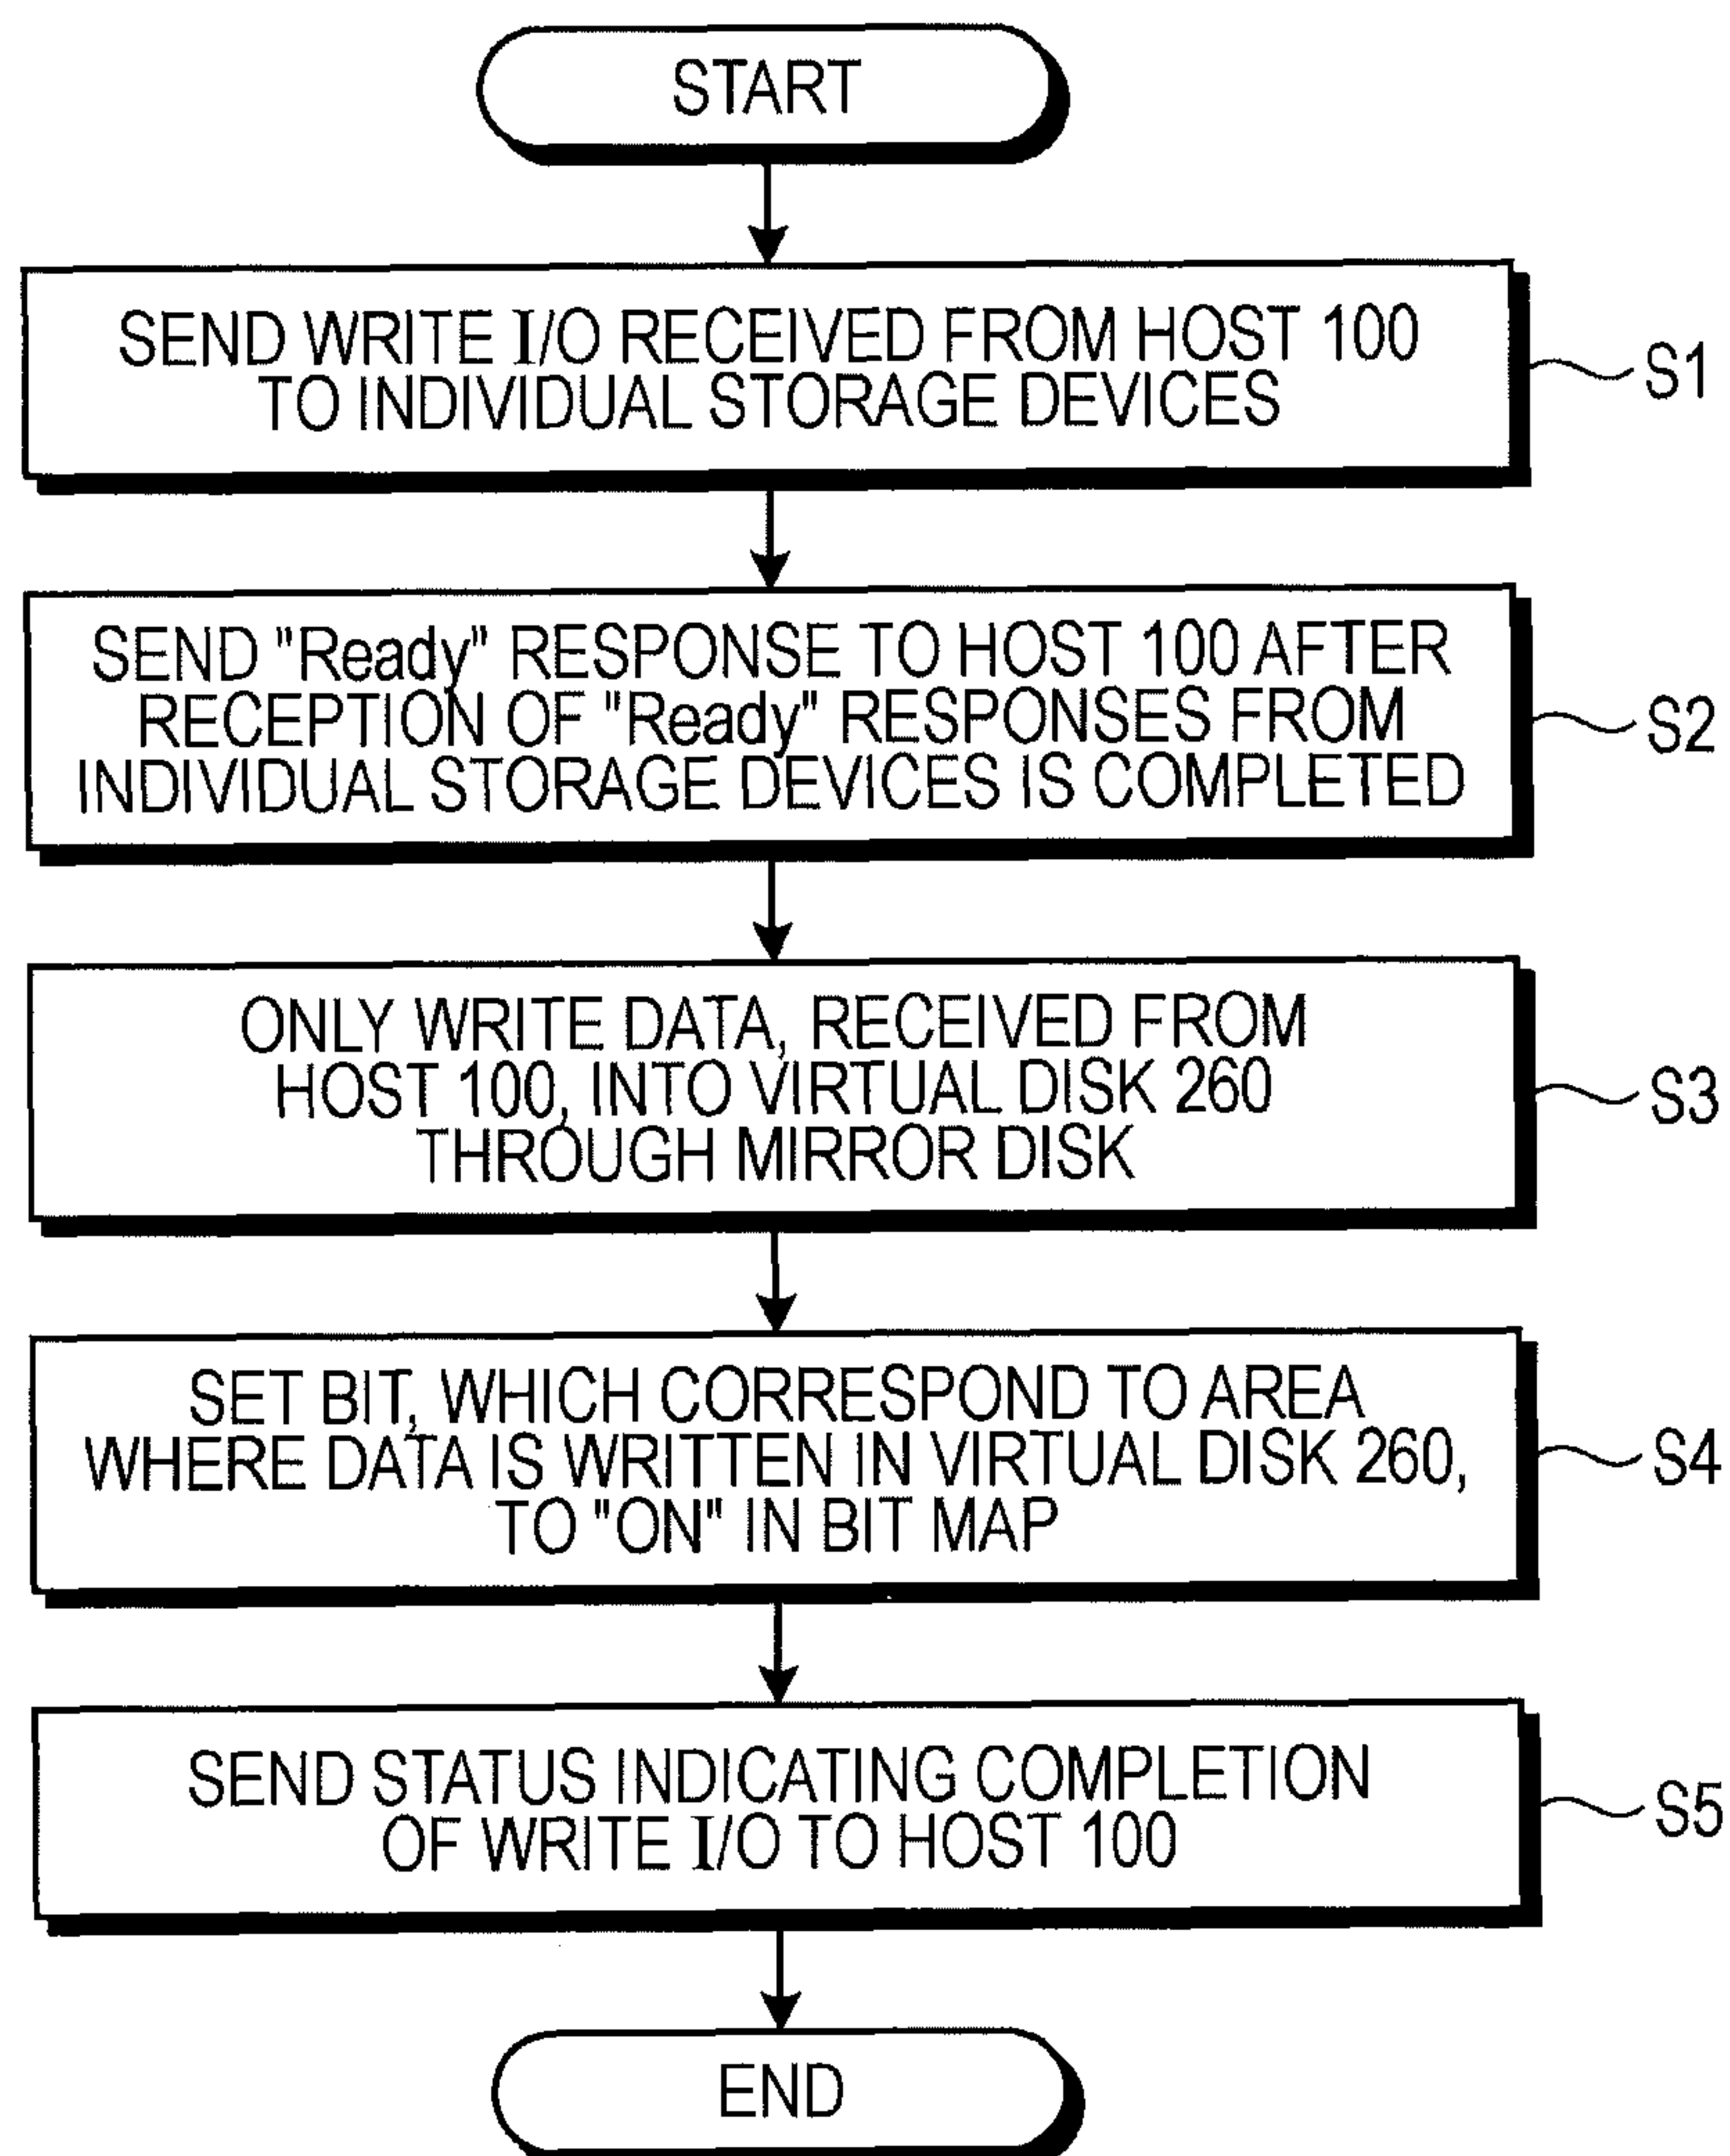 START
SEND WRITE I/O RECEIVED FROM HOST 100
TO INDIVIDUAL STORAGE DEVICES
S1
SEND "Ready" RESPONSE TO HOST 100 AFTER
RECEPTION OF "Ready" RESPONSES FROM
INDIVIDUAL STORAGE DEVICES IS COMPLETED
S2
ONLY WRITE DATA, RECEIVED FROM
HOST 100, INTO VIRTUAL DISK 260
THROUGH MIRROR DISK
S3
SET BIT, WHICH CORRESPOND TO AREA
WHERE DATA IS WRITTEN IN VIRTUAL DISK 260,
TO "ON" IN BIT MAP
S4
SEND STATUS INDICATING COMPLETION
OF WRITE I/O TO HOST 100
S5
END